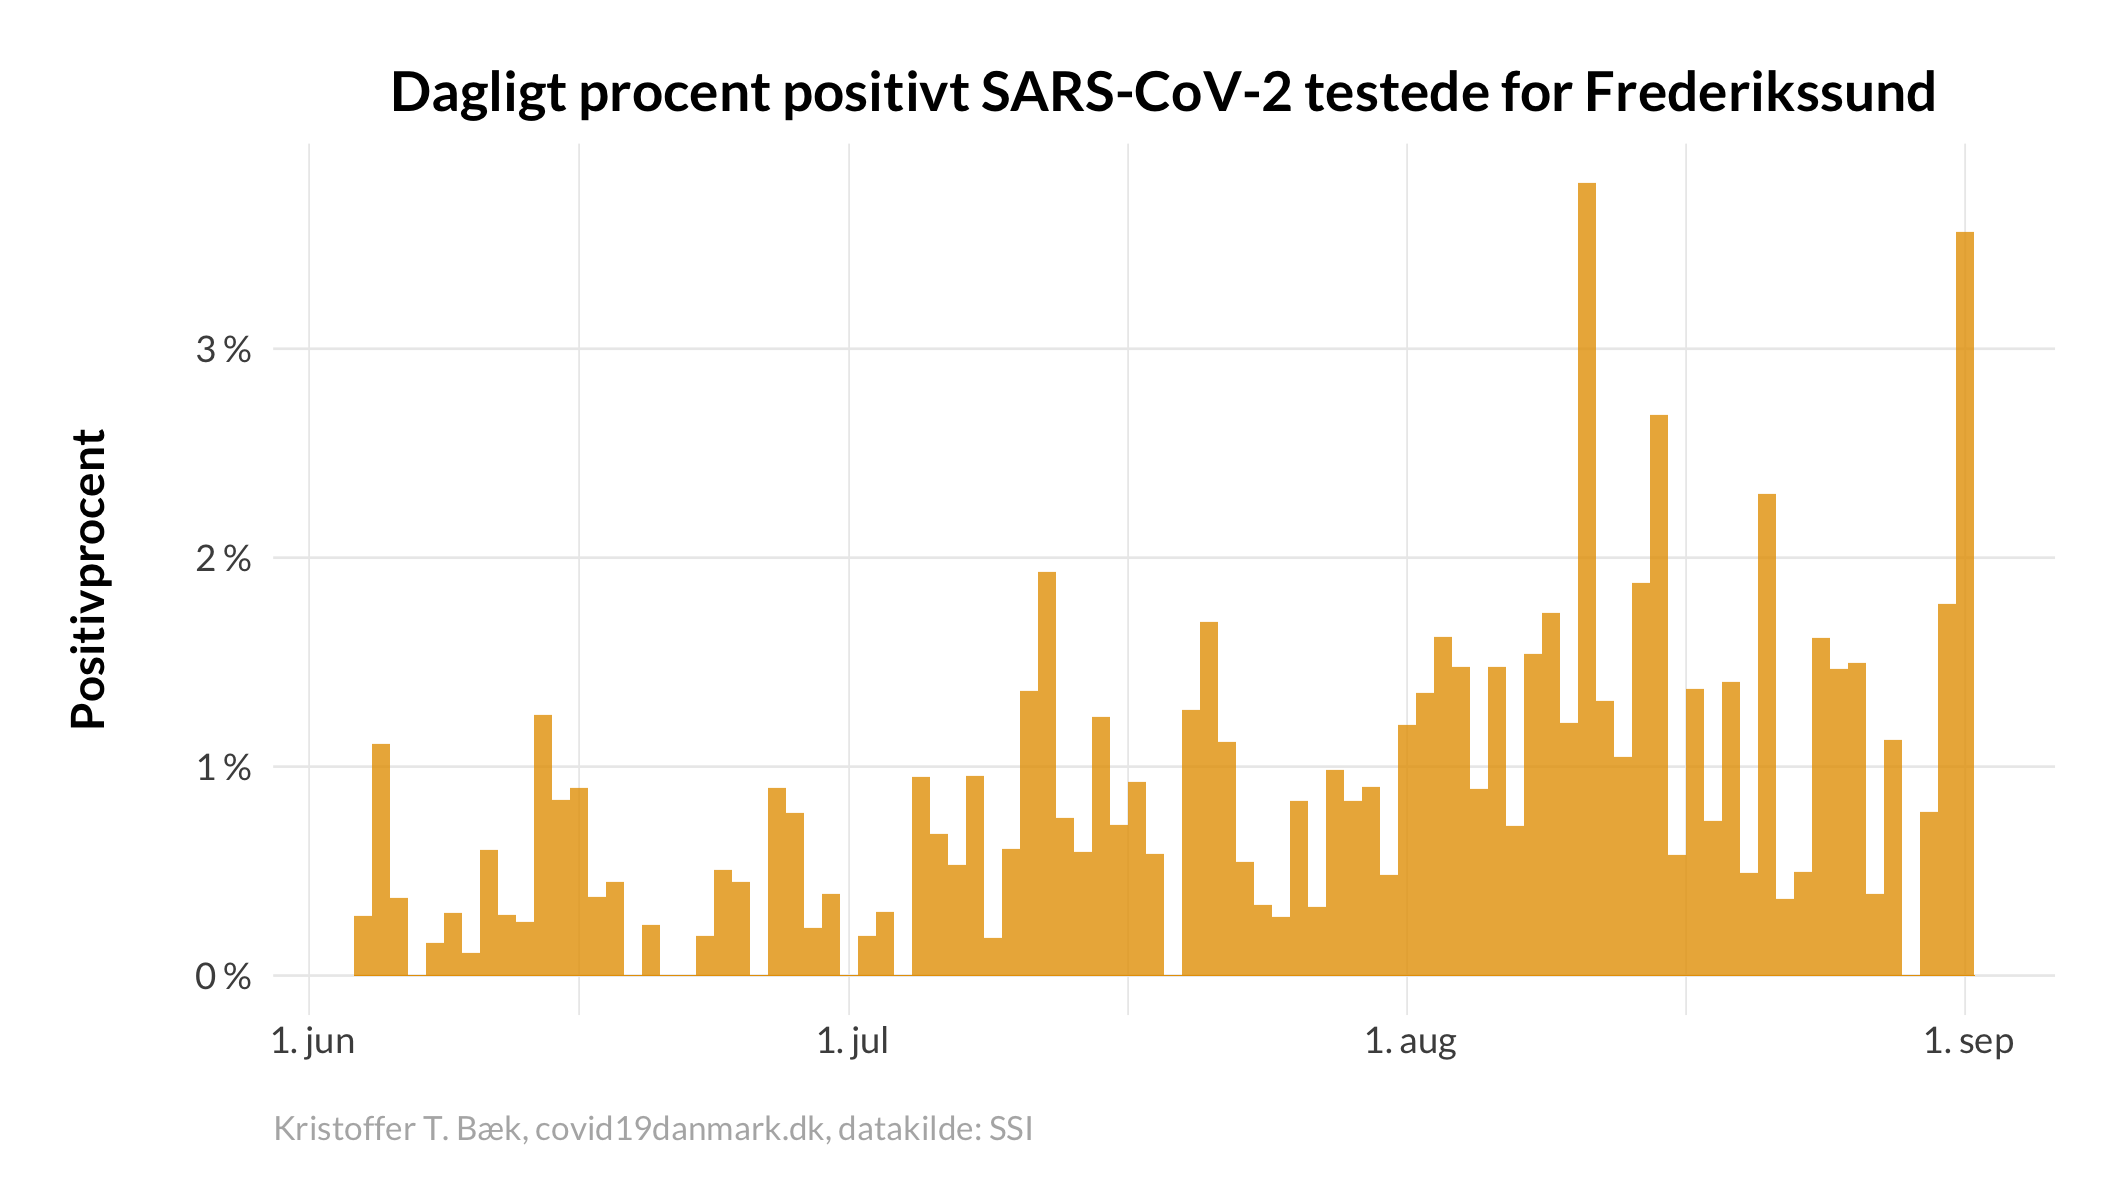 Dagligt procent positivt SARS-CoV-2 testede for Frederikssund
Positivprocent
3 %
2 %
1 %
0 %
1. jun
1. jul
1. aug
1. sep
Kristoffer T. Bæk, covid19danmark.dk, datakilde: SSI